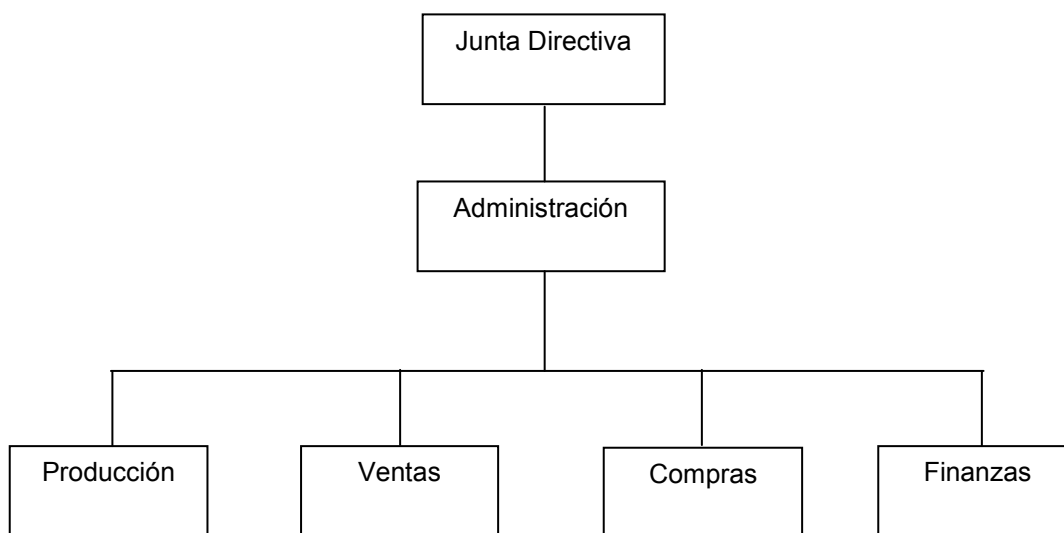 Junta Directiva
Administración
Producción
Ventas
Compras
Finanzas